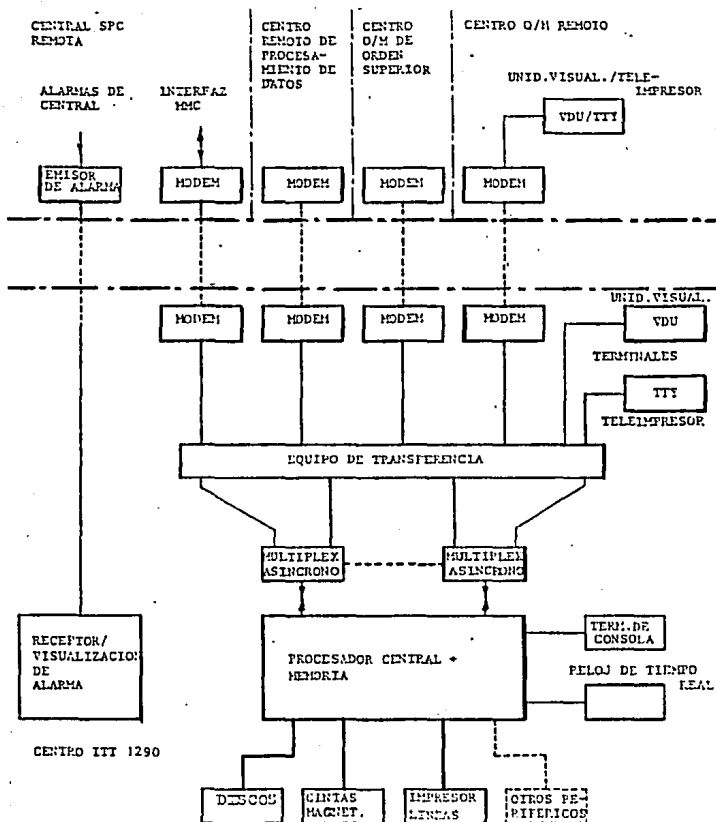 CENTRAL SPC
REMOTA
CENTRO
REMOTO DE
PROCESA-
MIENTO DE
DATOS
CENTRO
O/M DE
ORDEN
SUPERIOR
CENTRO O/M REMOTO
ALARMAS DE
CENTRAL
INTERFAZ
MMC
UNID.VISUAL./TELE-
IMPRESOR
VDU/TTY
EMISOR
DE ALARMA
MODEM
MODEM
MODEM
MODEM
MODEM
MODEM
MODEM
MODEM
UNID.VISUAL.
VDU
TERMINALES
TTY
TELEIMPRESOR
EQUIPO DE TRANSFERENCIA
MULTIPLEX
ASINCRONO
MULTIPLEX
ASINCRONO
RECEPTOR/
VISUALIZACION
DE
ALARMA
PROCESADOR CENTRAL +
MEMORIA
TERM.DE
CONSOLA
RELOJ DE TIEMPO
REAL
CENTRO ITT 1290
DISCOS
CINTAS
MAGNET.
IMPRESOR
LINEAS
OTROS PE-
RIFERICOS